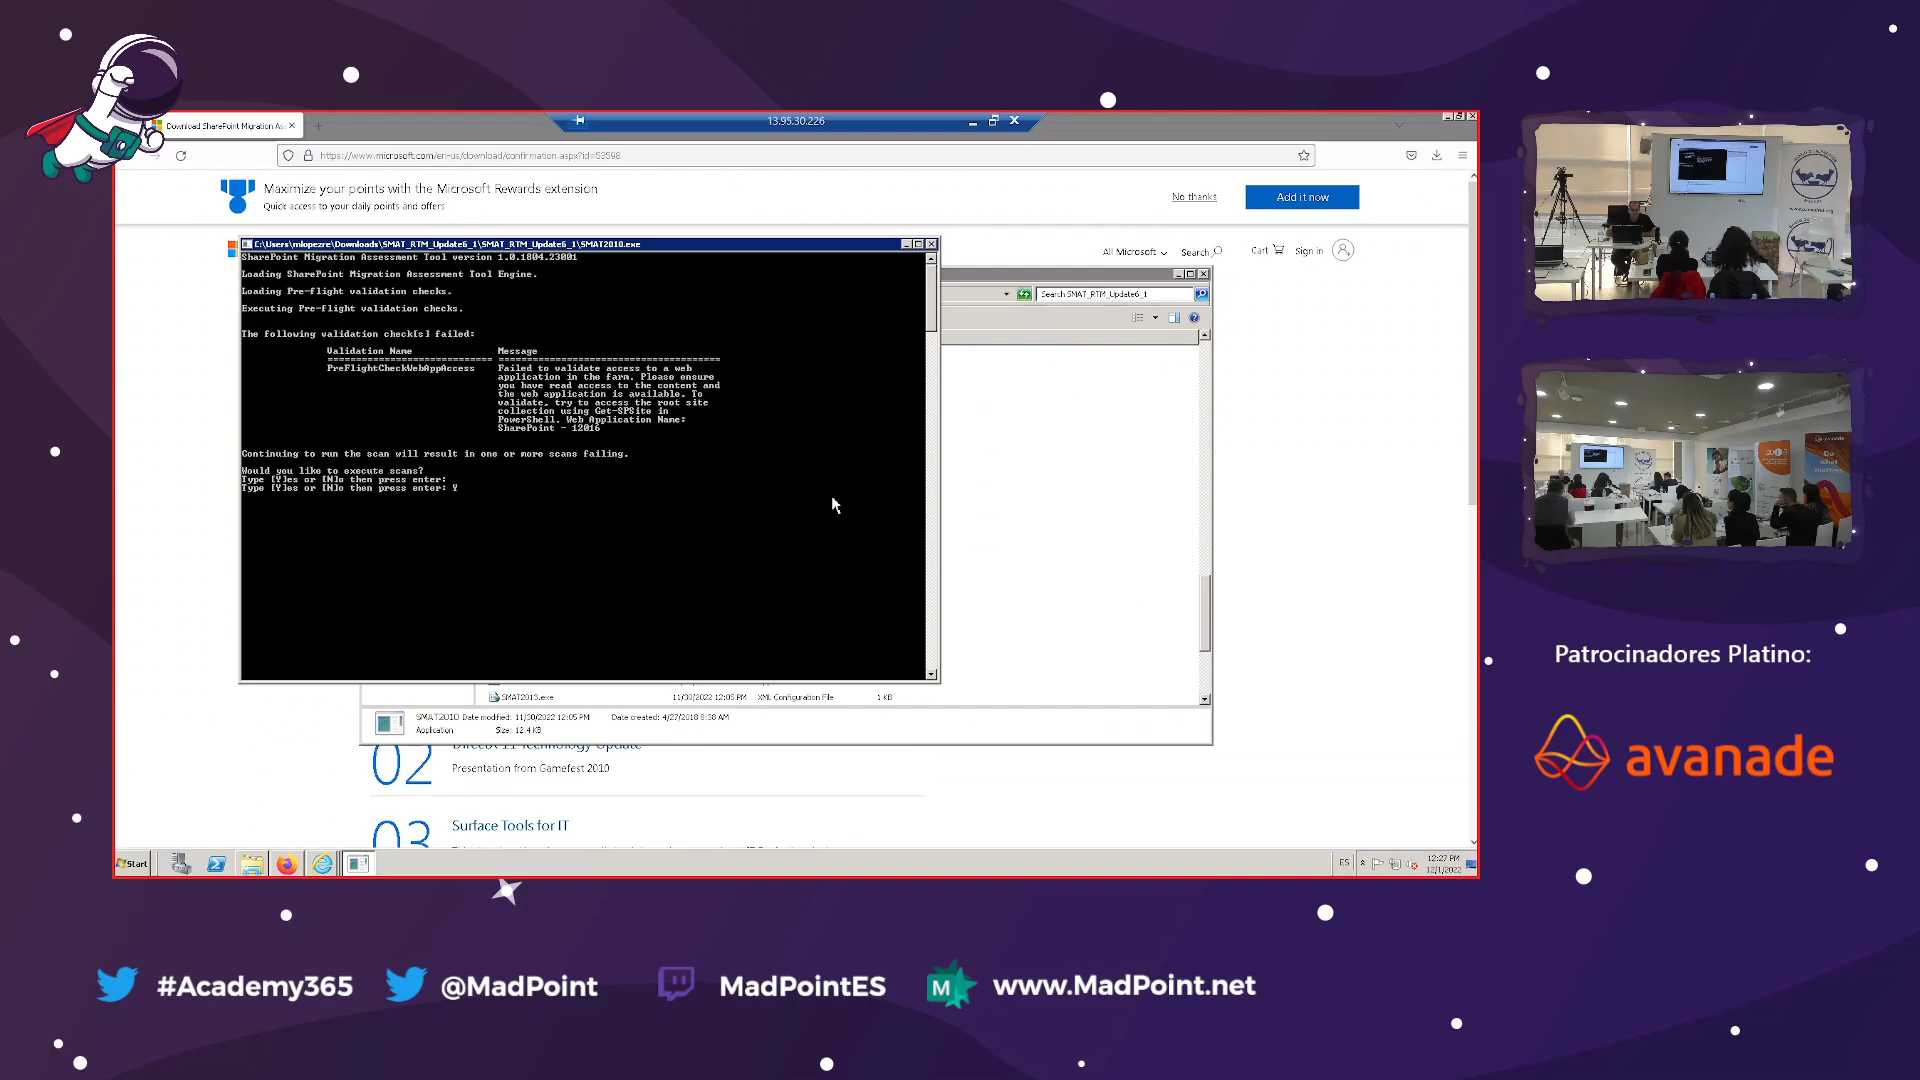 Download SharePoint Migration As
13.95.30.226
https://www.microsoft.com/en-us/download/confirmation.aspx?id=53598
Maximize your points with the Microsoft Rewards extension
Quick access to your daily points and offers
No thanks
Add it now
All Microsoft
Search
Cart
Sign in
C:\Users\mlopezre\Downloads\SMAT_RTM_Update6_1\SMAT_RTM_Update6_1\SMAT2010.exe
SharePoint Migration Assessment Tool version 1.0.1804.23001
Loading SharePoint Migration Assessment Tool Engine.
Loading Pre-flight validation checks.
Executing Pre-flight validation checks.
The following validation check[s] failed:
Validation Name Message
PreFlightCheckWebAppAccess Failed to validate access to a web
application in the farm. Please ensure
you have read access to the content and
the web application is available. To
validate, try to access the root site
collection using Get-SPSite in
PowerShell. Web Application Name:
SharePoint - 12016
Continuing to run the scan will result in one or more scans failing.
Would you like to execute scans?
Type [Y]es or [N]o then press enter:
Type [Y]es or [N]o then press enter: Y
Search SMAT_RTM_Update6_1
SMAT2013.exe 11/30/2022 12:05 PM XML Configuration File 1 KB
SMAT2010 Date modified: 11/30/2022 12:05 PM Date created: 4/27/2018 8:38 AM
Application Size: 12.4 KB
02 DirectX 11 Technology Update
Presentation from Gamefest 2010
03 Surface Tools for IT
Start
ES
12:27 PM
12/1/2022
Patrocinadores Platino:
avanade
#Academy365
@MadPoint
MadPointES
M
www.MadPoint.net